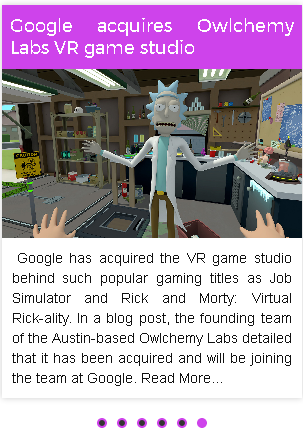 Google acquires Owlchemy
Labs VR game studio
CAUTION
Google has acquired the VR game studio
behind such popular gaming titles as Job
Simulator and Rick and Morty: Virtual
Rick-ality. In a blog post, the founding team
of the Austin-based Owlchemy Labs detailed
that it has been acquired and will be joining
the team at Google. Read More...